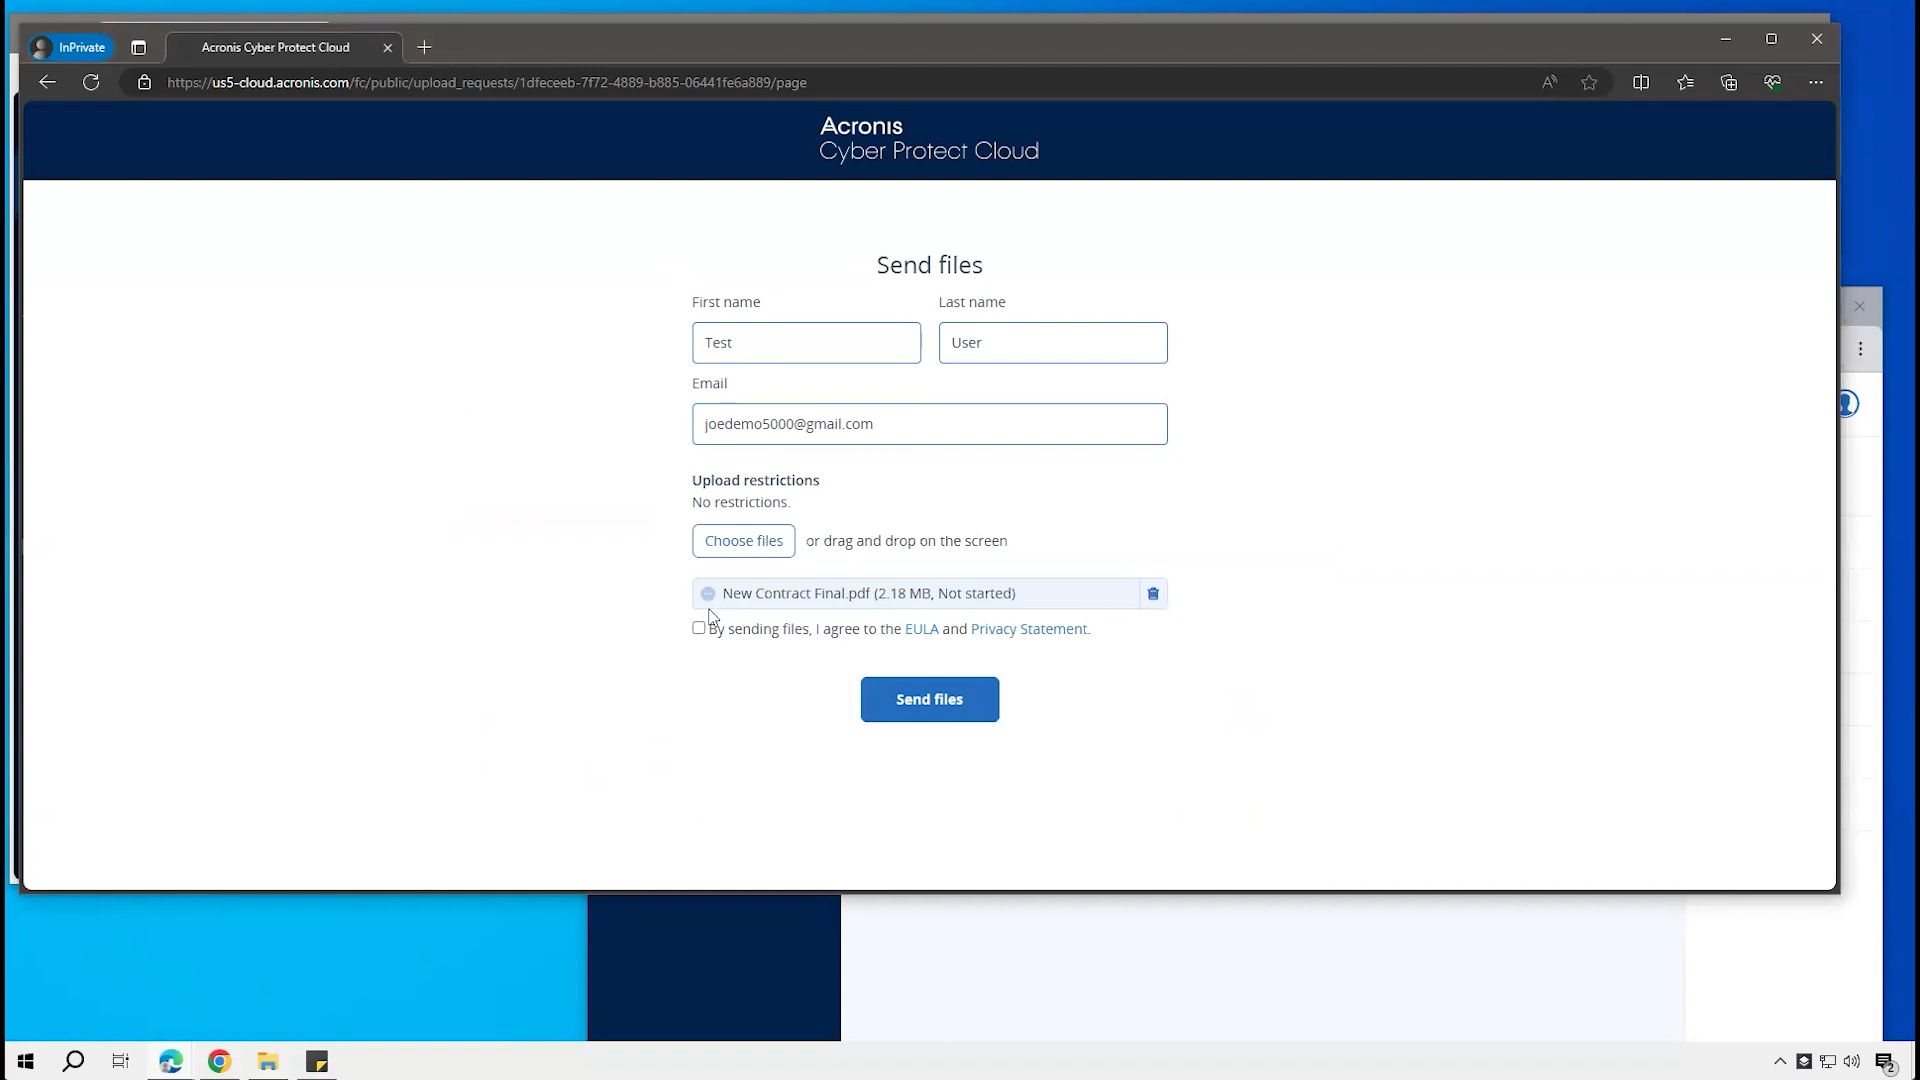 InPrivate
Acronis Cyber Protect Cloud
https://us5-cloud.acronis.com/fc/public/upload_requests/1dfeceeb-7f72-4889-b885-06441fe6a889/page
Acronis
Cyber Protect Cloud
Send files
First name Last name
Test User
Email
joedemo5000@gmail.com
Upload restrictions
No restrictions.
Choose files or drag and drop on the screen
New Contract Final.pdf (2.18 MB, Not started)
By sending files, I agree to the EULA and Privacy Statement.
Send files
2